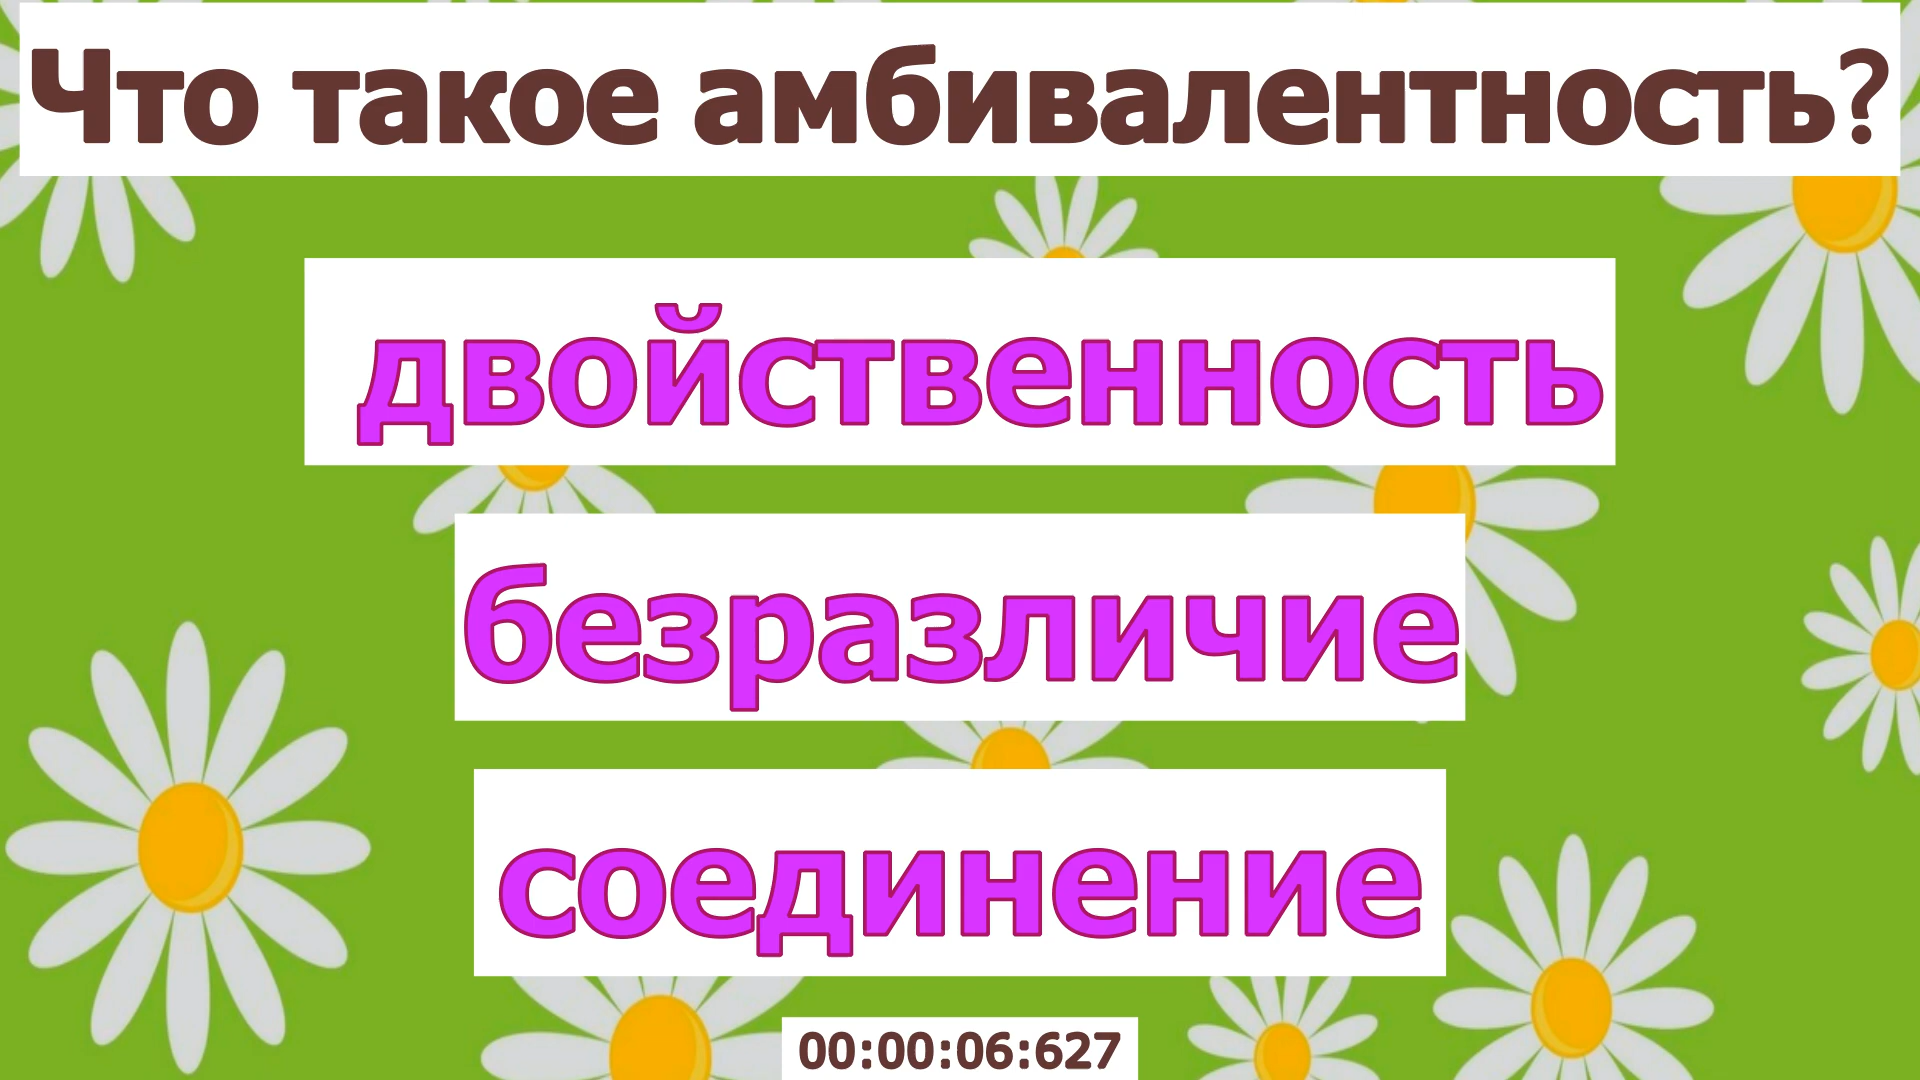 Что такое амбивалентность?
двойственность
безразличие
соединение
00:00:06:627